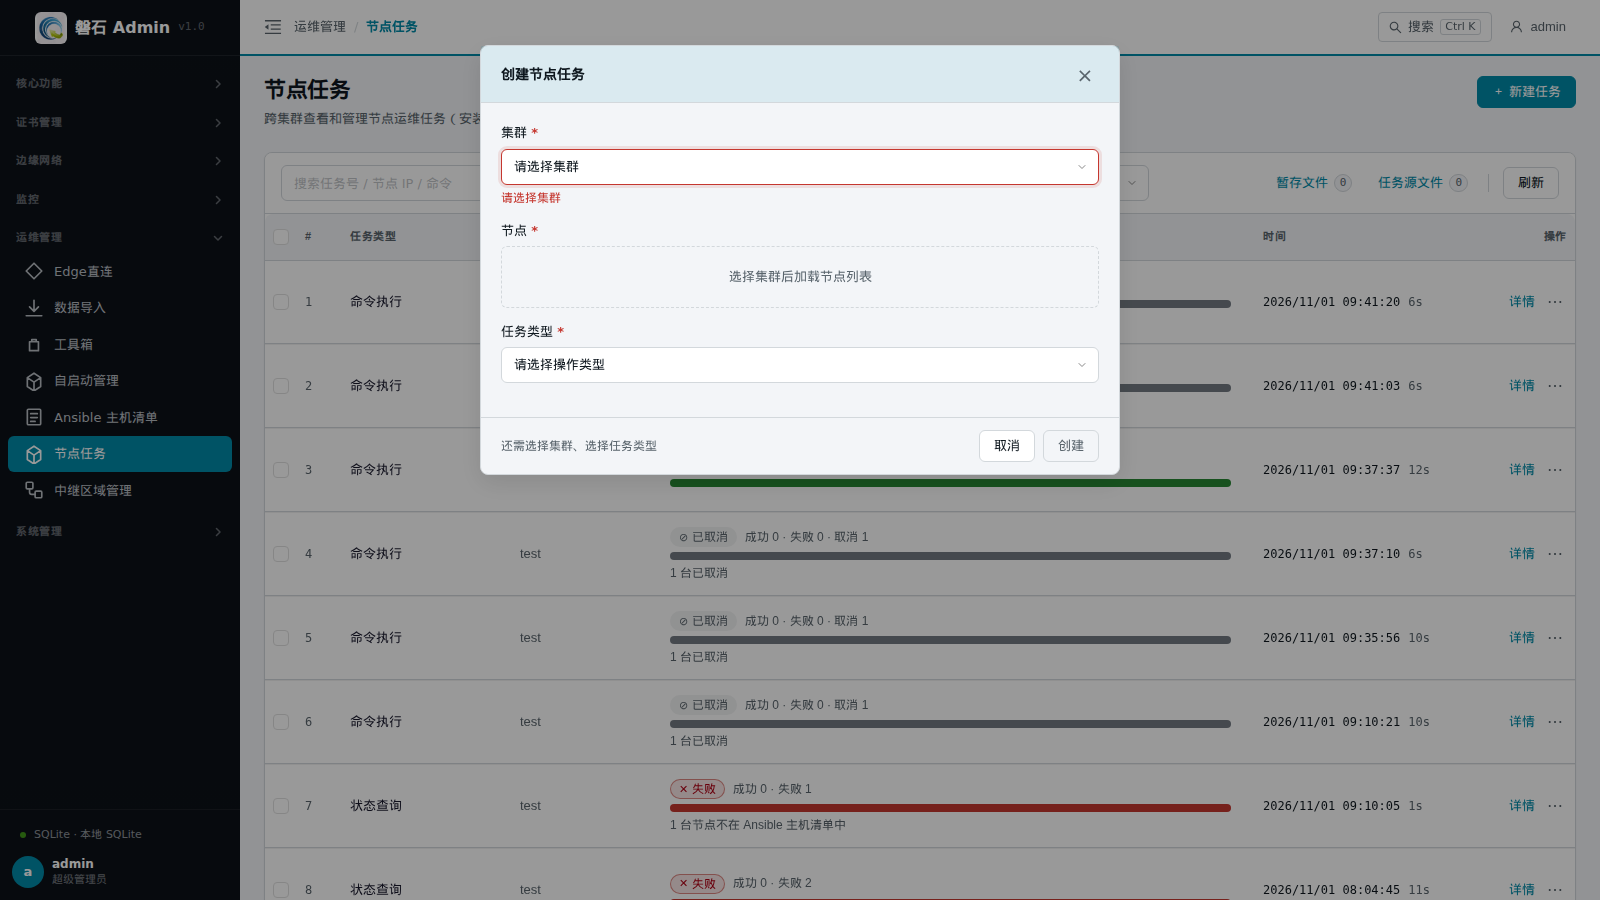 磐石 Admin v1.0
核心功能
证书管理
边缘网络
监控
运维管理
Edge直连
数据导入
工具箱
自启动管理
Ansible 主机清单
节点任务
中继区域管理
系统管理
SQLite · 本地 SQLite
a
admin
超级管理员
运维管理 / 节点任务
搜索 Ctrl K
admin
节点任务
跨集群查看和管理节点运维任务（安装
+ 新建任务
搜索任务号 / 节点 IP / 命令
暂存文件 0
任务源文件 0
刷新
# 任务类型 时间 操作
1 命令执行 2026/11/01 09:41:20 6s 详情 ···
2 命令执行 2026/11/01 09:41:03 6s 详情 ···
3 命令执行 2026/11/01 09:37:37 12s 详情 ···
4 命令执行 test ⊘ 已取消 成功 0 · 失败 0 · 取消 1 2026/11/01 09:37:10 6s 详情 ···
1 台已取消
5 命令执行 test ⊘ 已取消 成功 0 · 失败 0 · 取消 1 2026/11/01 09:35:56 10s 详情 ···
1 台已取消
6 命令执行 test ⊘ 已取消 成功 0 · 失败 0 · 取消 1 2026/11/01 09:10:21 10s 详情 ···
1 台已取消
7 状态查询 test ✕ 失败 成功 0 · 失败 1 2026/11/01 09:10:05 1s 详情 ···
1 台节点不在 Ansible 主机清单中
8 状态查询 test ✕ 失败 成功 0 · 失败 2 2026/11/01 08:04:45 11s 详情 ···
创建节点任务
集群 *
请选择集群
请选择集群
节点 *
选择集群后加载节点列表
任务类型 *
请选择操作类型
还需选择集群、选择任务类型
取消
创建